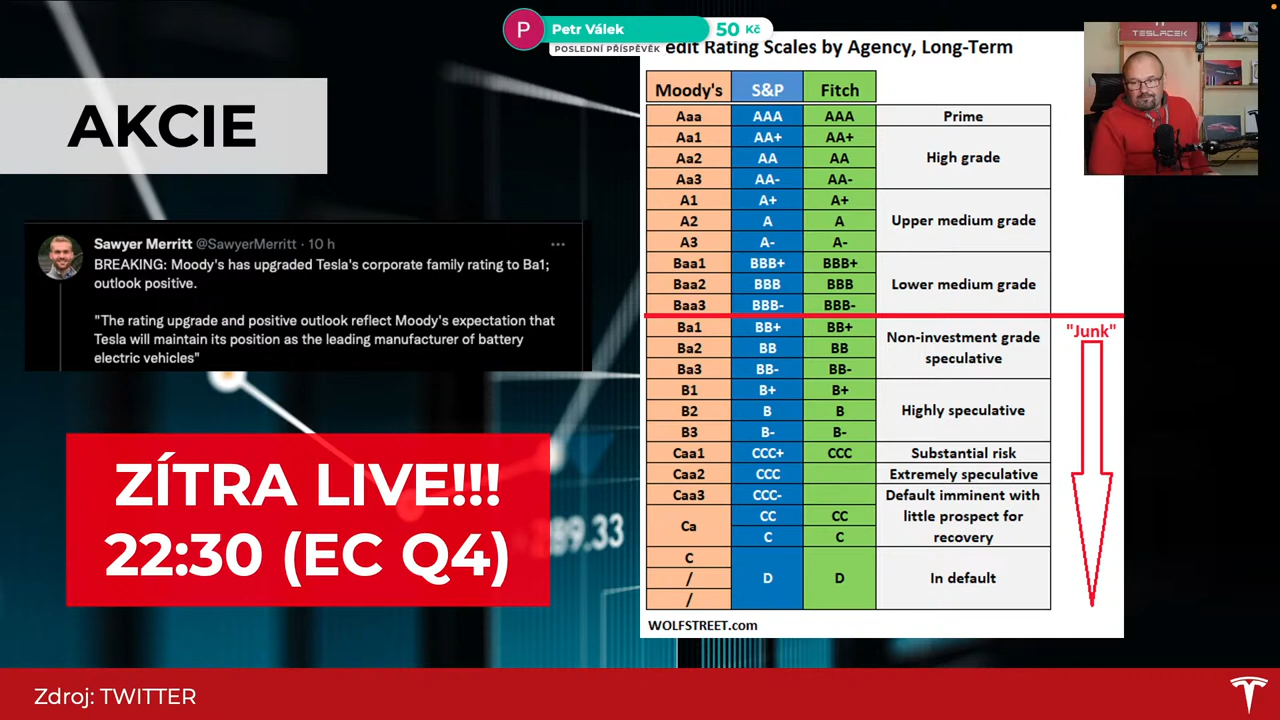 P
Petr Válek
50 Kč
POSLEDNÍ PŘÍSPĚVEK
edit Rating Scales by Agency, Long-Term
TESLACEK
AKCIE
Sawyer Merritt @SawyerMerritt · 10 h
BREAKING: Moody's has upgraded Tesla's corporate family rating to Ba1;
outlook positive.
"The rating upgrade and positive outlook reflect Moody's expectation that
Tesla will maintain its position as the leading manufacturer of battery
electric vehicles"
ZÍTRA LIVE!!!
22:30 (EC Q4)
289.33
Moody's S&P Fitch
Aaa AAA AAA Prime
Aa1 AA+ AA+
Aa2 AA AA High grade
Aa3 AA- AA-
A1 A+ A+
A2 A A Upper medium grade
A3 A- A-
Baa1 BBB+ BBB+
Baa2 BBB BBB Lower medium grade
Baa3 BBB- BBB-
Ba1 BB+ BB+ Non-investment grade
Ba2 BB BB speculative
Ba3 BB- BB-
"Junk"
B1 B+ B+
B2 B B Highly speculative
B3 B- B-
Caa1 CCC+ CCC Substantial risk
Caa2 CCC Extremely speculative
Caa3 CCC- Default imminent with
Ca CC CC little prospect for
C C recovery
C
/ D D In default
/
WOLFSTREET.com
Zdroj: TWITTER